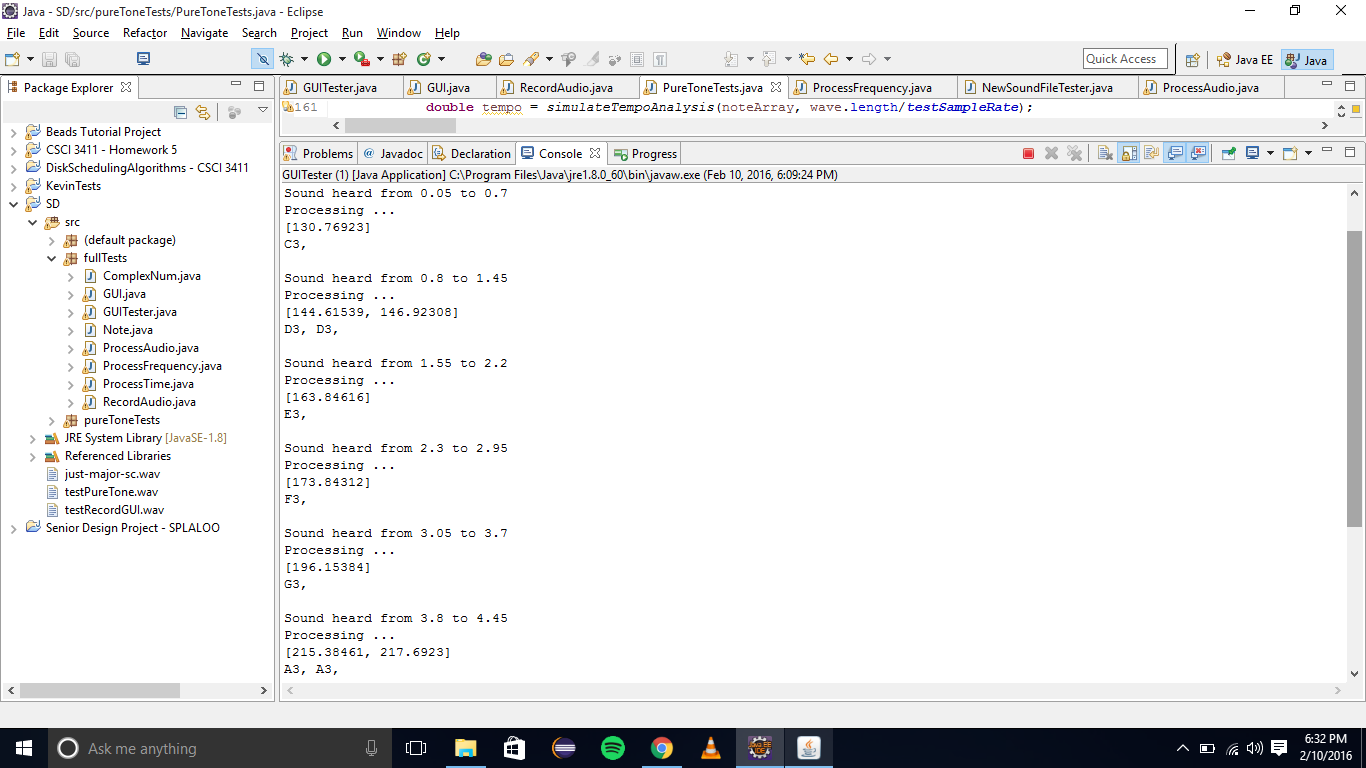 Java - SD/src/pureToneTests/PureToneTests.java - Eclipse
File Edit Source Refactor Navigate Search Project Run Window Help
Quick Access Java EE Java
Package Explorer
GUITester.java GUI.java RecordAudio.java PureToneTests.java ProcessFrequency.java NewSoundFileTester.java ProcessAudio.java
161 double tempo = simulateTempoAnalysis(noteArray, wave.length/testSampleRate);
Beads Tutorial Project
CSCI 3411 - Homework 5
DiskSchedulingAlgorithms - CSCI 3411
KevinTests
SD
src
(default package)
fullTests
ComplexNum.java
GUI.java
GUITester.java
Note.java
ProcessAudio.java
ProcessFrequency.java
ProcessTime.java
RecordAudio.java
pureToneTests
JRE System Library [JavaSE-1.8]
Referenced Libraries
just-major-sc.wav
testPureTone.wav
testRecordGUI.wav
Senior Design Project - SPLALOO
Problems @ Javadoc Declaration Console Progress
GUITester (1) [Java Application] C:\Program Files\Java\jre1.8.0_60\bin\javaw.exe (Feb 10, 2016, 6:09:24 PM)
Sound heard from 0.05 to 0.7
Processing ...
[130.76923]
C3,
Sound heard from 0.8 to 1.45
Processing ...
[144.61539, 146.92308]
D3, D3,
Sound heard from 1.55 to 2.2
Processing ...
[163.84616]
E3,
Sound heard from 2.3 to 2.95
Processing ...
[173.84312]
F3,
Sound heard from 3.05 to 3.7
Processing ...
[196.15384]
G3,
Sound heard from 3.8 to 4.45
Processing ...
[215.38461, 217.6923]
A3, A3,
Ask me anything
6:32 PM
2/10/2016